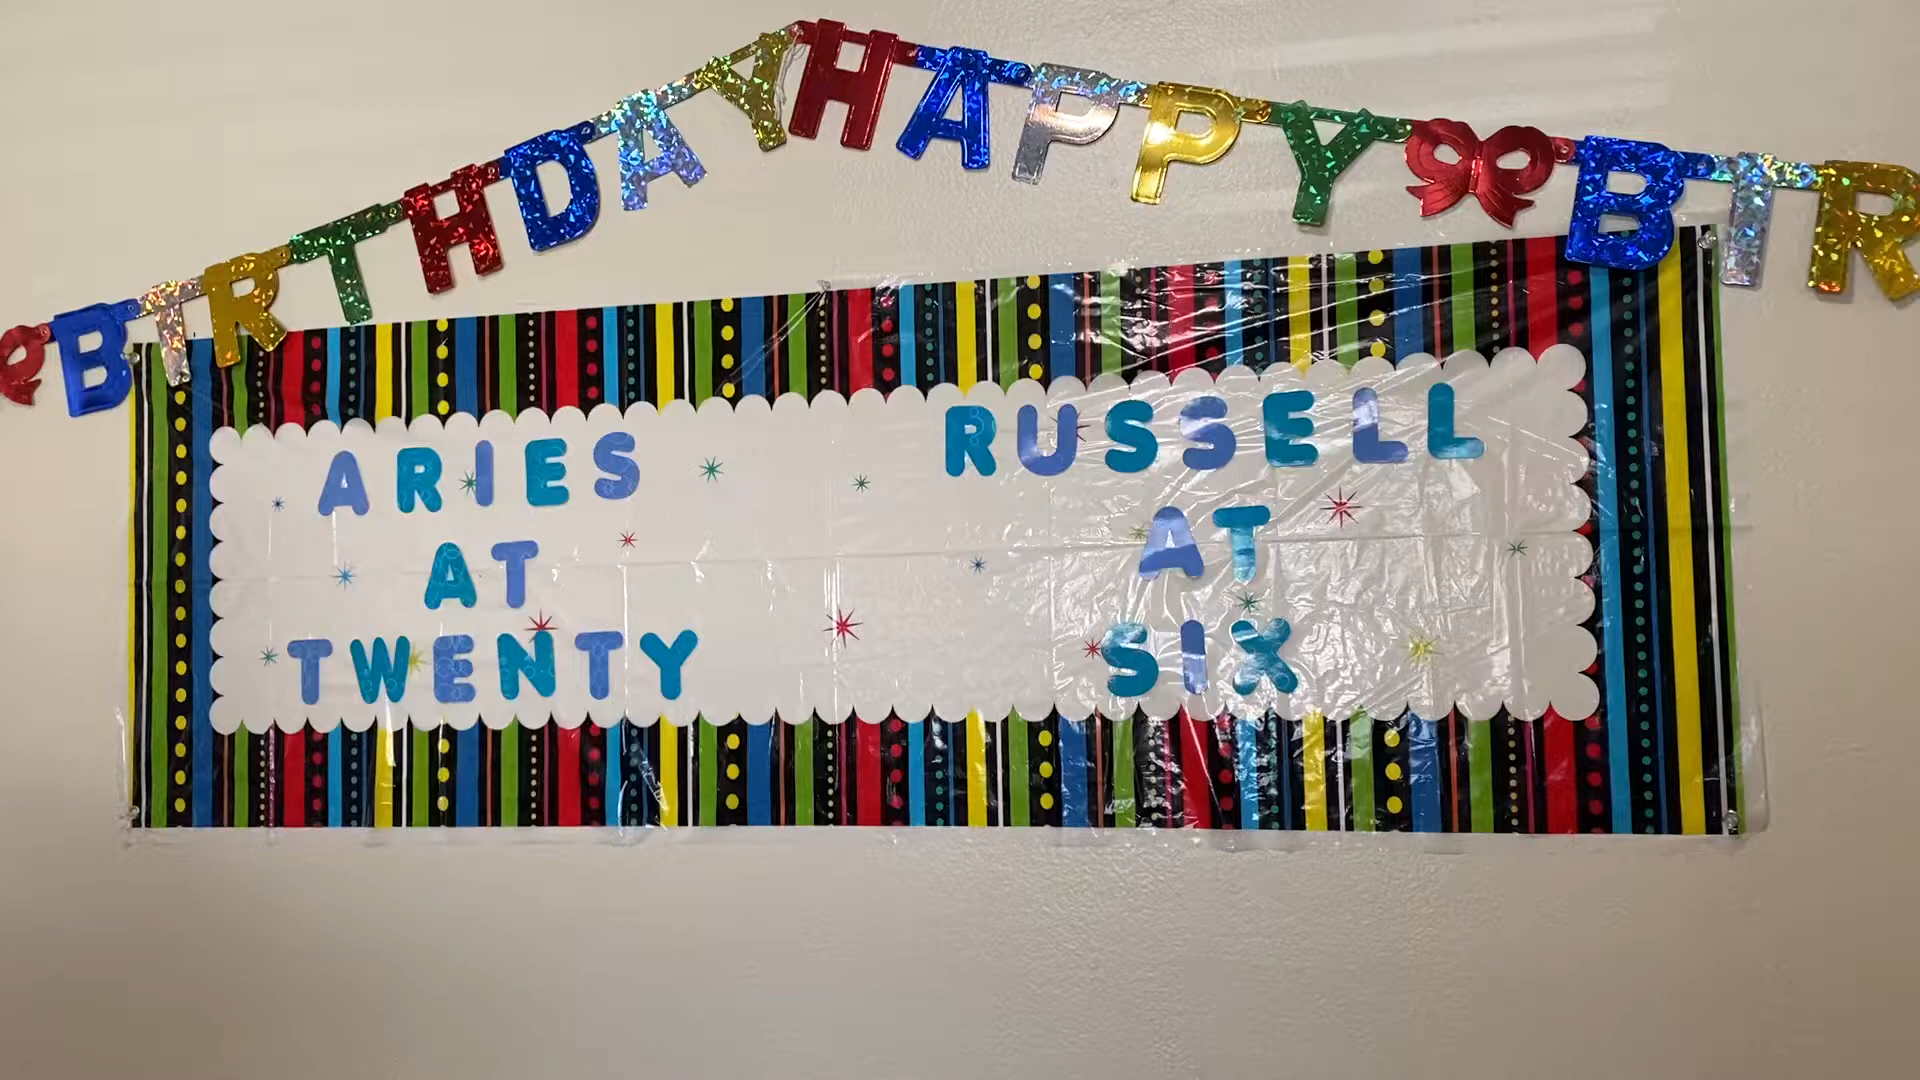 BIRTHDAY HAPPY BIR
ARIES
AT
TWENTY
RUSSELL
AT
SIX